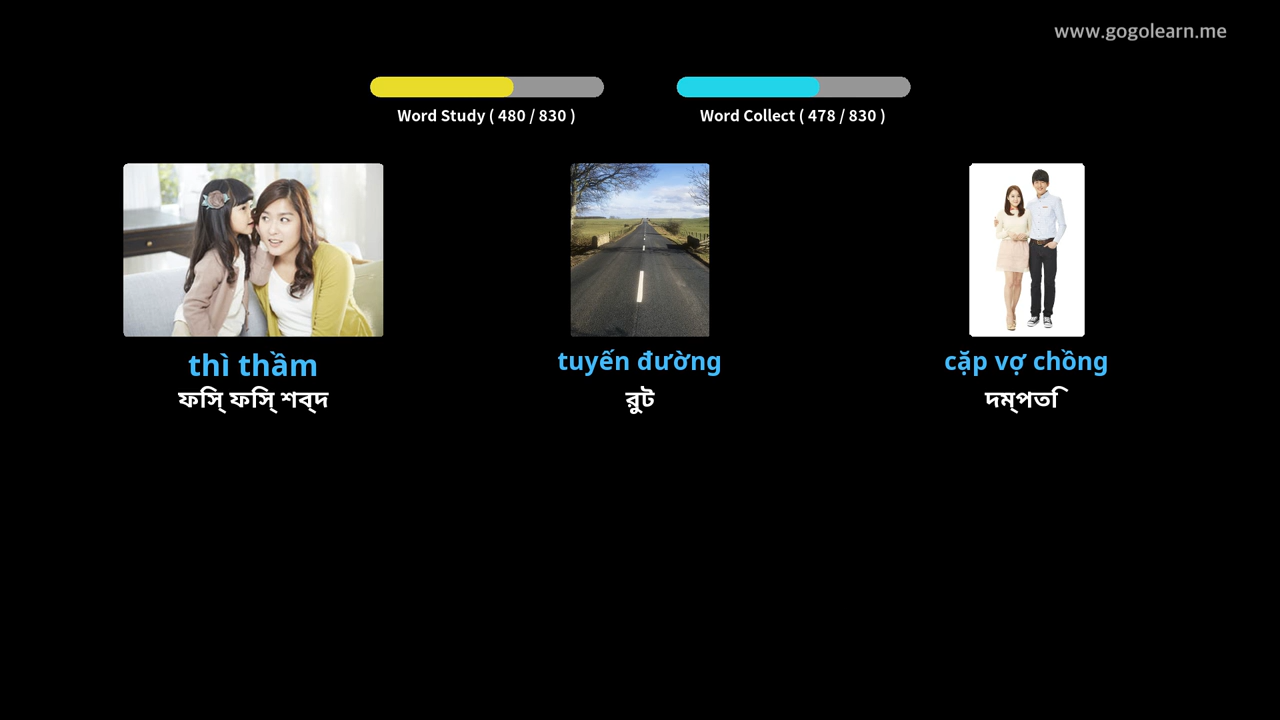 www.gogolearn.me
Word Study ( 480 / 830 )
Word Collect ( 478 / 830 )
thì thầm
tuyến đường
cặp vợ chồng
ফিস্ ফিস্ শব্দ
রুট
দম্পতি